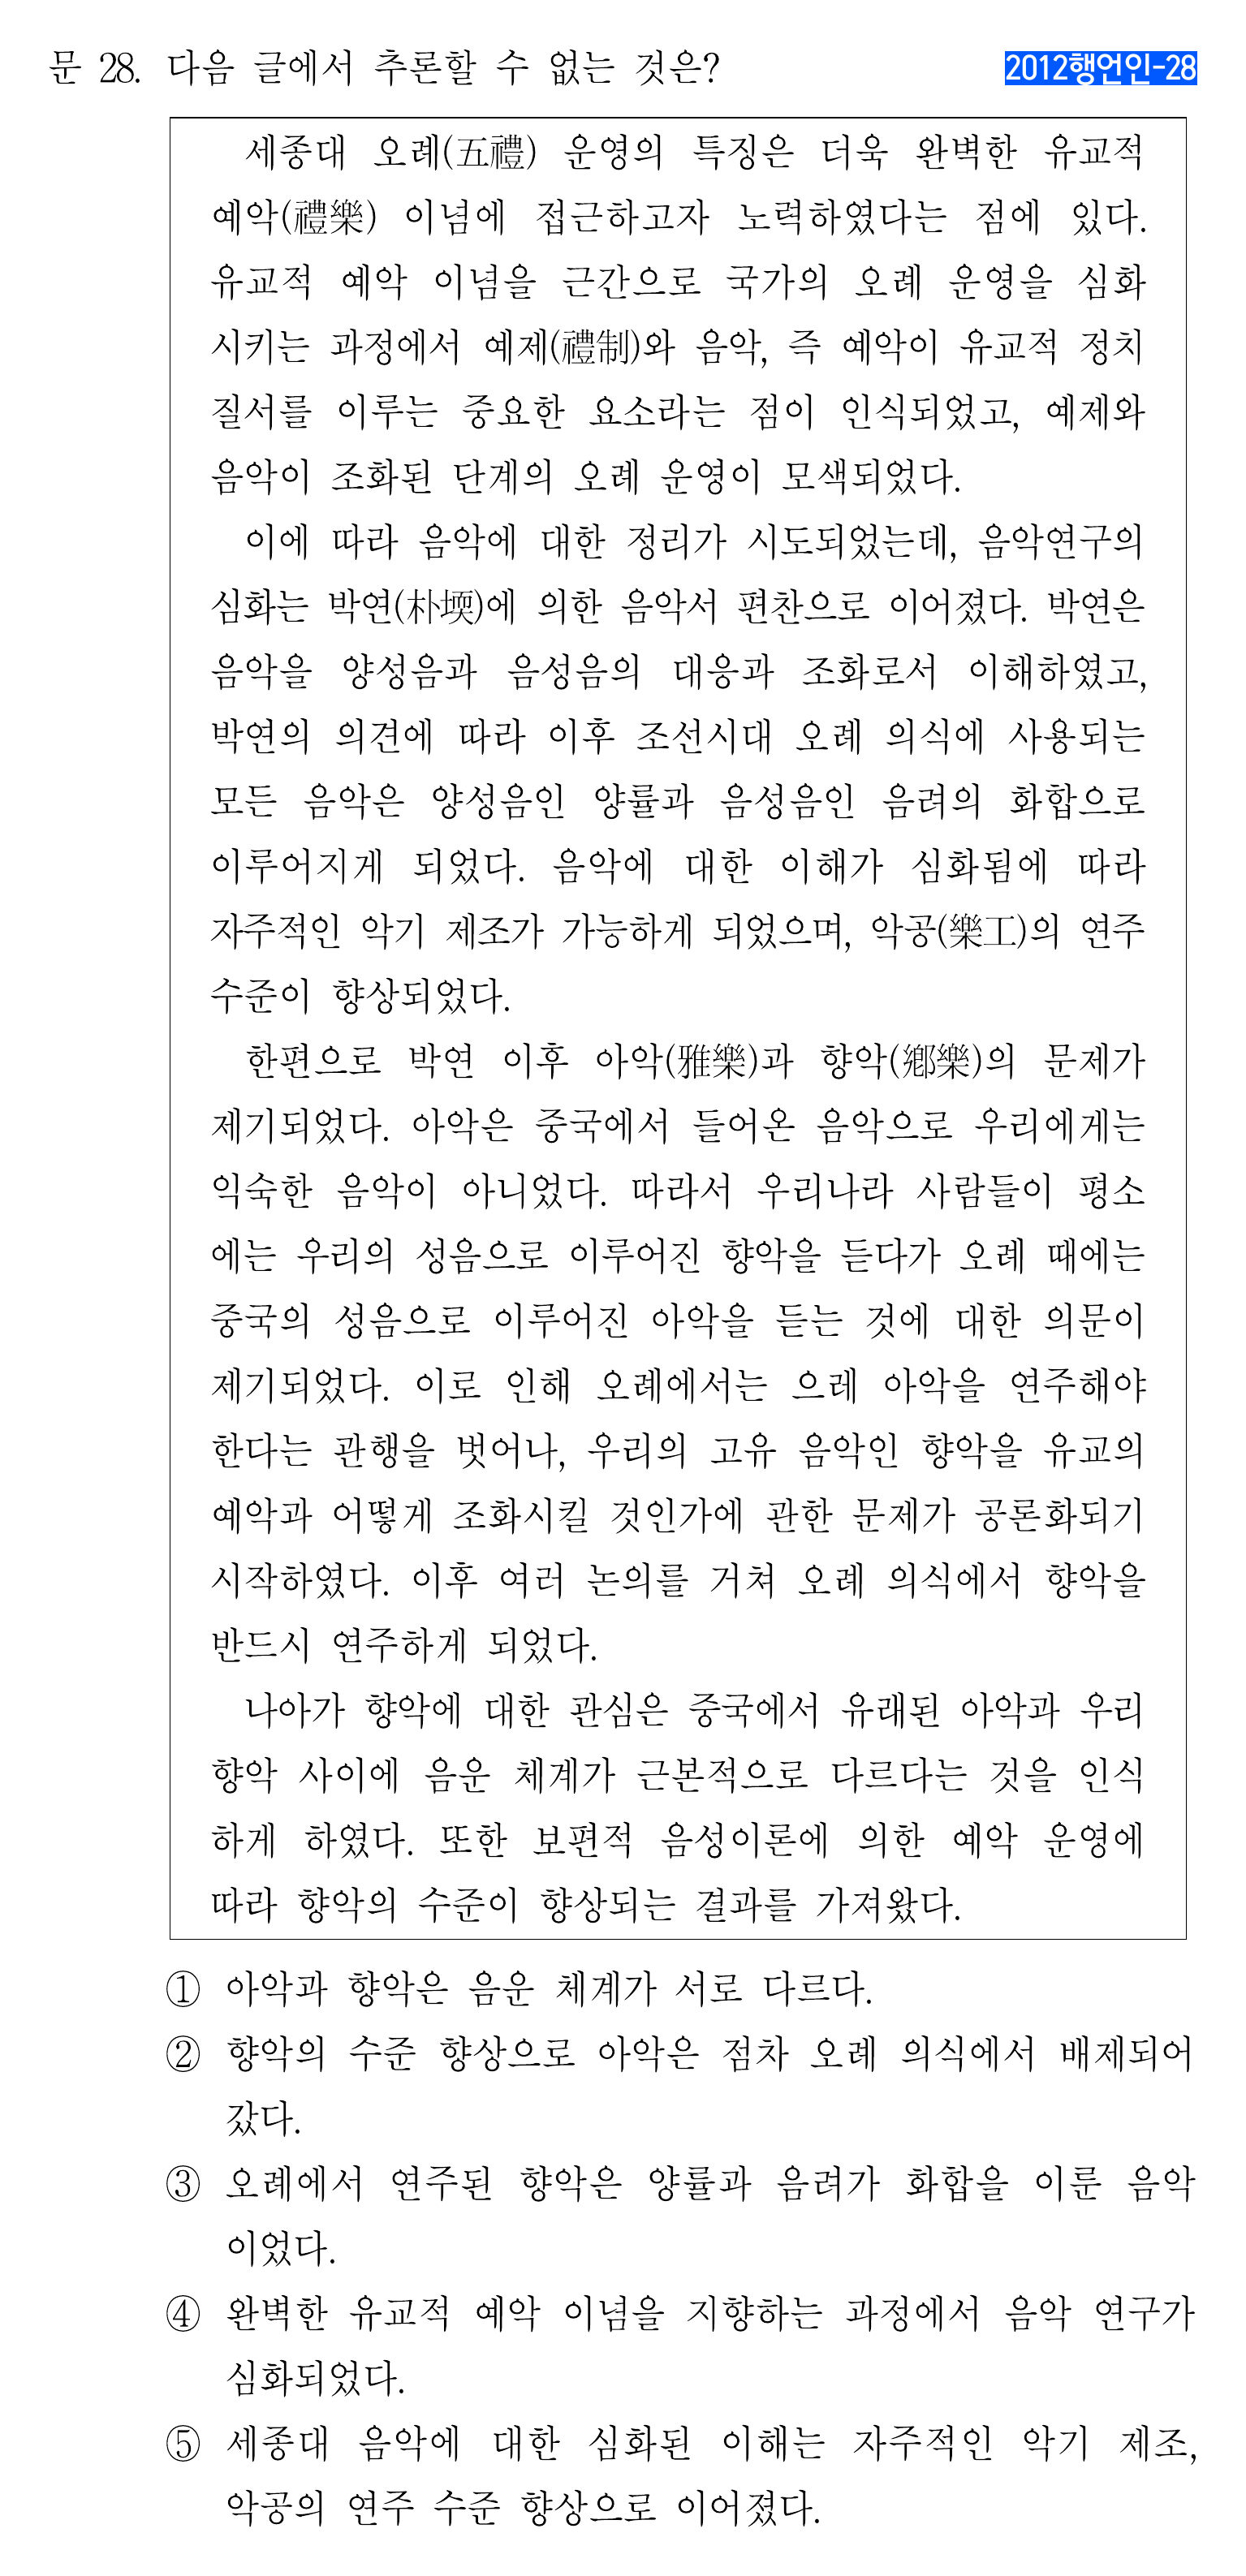 문 28. 다음 글에서 추론할 수 없는 것은?
2012행언인-28
세종대 오례(五禮) 운영의 특징은 더욱 완벽한 유교적
예악(禮樂) 이념에 접근하고자 노력하였다는 점에 있다.
유교적 예악 이념을 근간으로 국가의 오례 운영을 심화
시키는 과정에서 예제(禮制)와 음악, 즉 예악이 유교적 정치
질서를 이루는 중요한 요소라는 점이 인식되었고, 예제와
음악이 조화된 단계의 오례 운영이 모색되었다.
이에 따라 음악에 대한 정리가 시도되었는데, 음악연구의
심화는 박연(朴堧)에 의한 음악서 편찬으로 이어졌다. 박연은
음악을 양성음과 음성음의 대응과 조화로서 이해하였고,
박연의 의견에 따라 이후 조선시대 오례 의식에 사용되는
모든 음악은 양성음인 양률과 음성음인 음려의 화합으로
이루어지게 되었다. 음악에 대한 이해가 심화됨에 따라
자주적인 악기 제조가 가능하게 되었으며, 악공(樂工)의 연주
수준이 향상되었다.
한편으로 박연 이후 아악(雅樂)과 향악(鄕樂)의 문제가
제기되었다. 아악은 중국에서 들어온 음악으로 우리에게는
익숙한 음악이 아니었다. 따라서 우리나라 사람들이 평소
에는 우리의 성음으로 이루어진 향악을 듣다가 오례 때에는
중국의 성음으로 이루어진 아악을 듣는 것에 대한 의문이
제기되었다. 이로 인해 오례에서는 으레 아악을 연주해야
한다는 관행을 벗어나, 우리의 고유 음악인 향악을 유교의
예악과 어떻게 조화시킬 것인가에 관한 문제가 공론화되기
시작하였다. 이후 여러 논의를 거쳐 오례 의식에서 향악을
반드시 연주하게 되었다.
나아가 향악에 대한 관심은 중국에서 유래된 아악과 우리
향악 사이에 음운 체계가 근본적으로 다르다는 것을 인식
하게 하였다. 또한 보편적 음성이론에 의한 예악 운영에
따라 향악의 수준이 향상되는 결과를 가져왔다.
① 아악과 향악은 음운 체계가 서로 다르다.
② 향악의 수준 향상으로 아악은 점차 오례 의식에서 배제되어
갔다.
③ 오례에서 연주된 향악은 양률과 음려가 화합을 이룬 음악
이었다.
④ 완벽한 유교적 예악 이념을 지향하는 과정에서 음악 연구가
심화되었다.
⑤ 세종대 음악에 대한 심화된 이해는 자주적인 악기 제조,
악공의 연주 수준 향상으로 이어졌다.